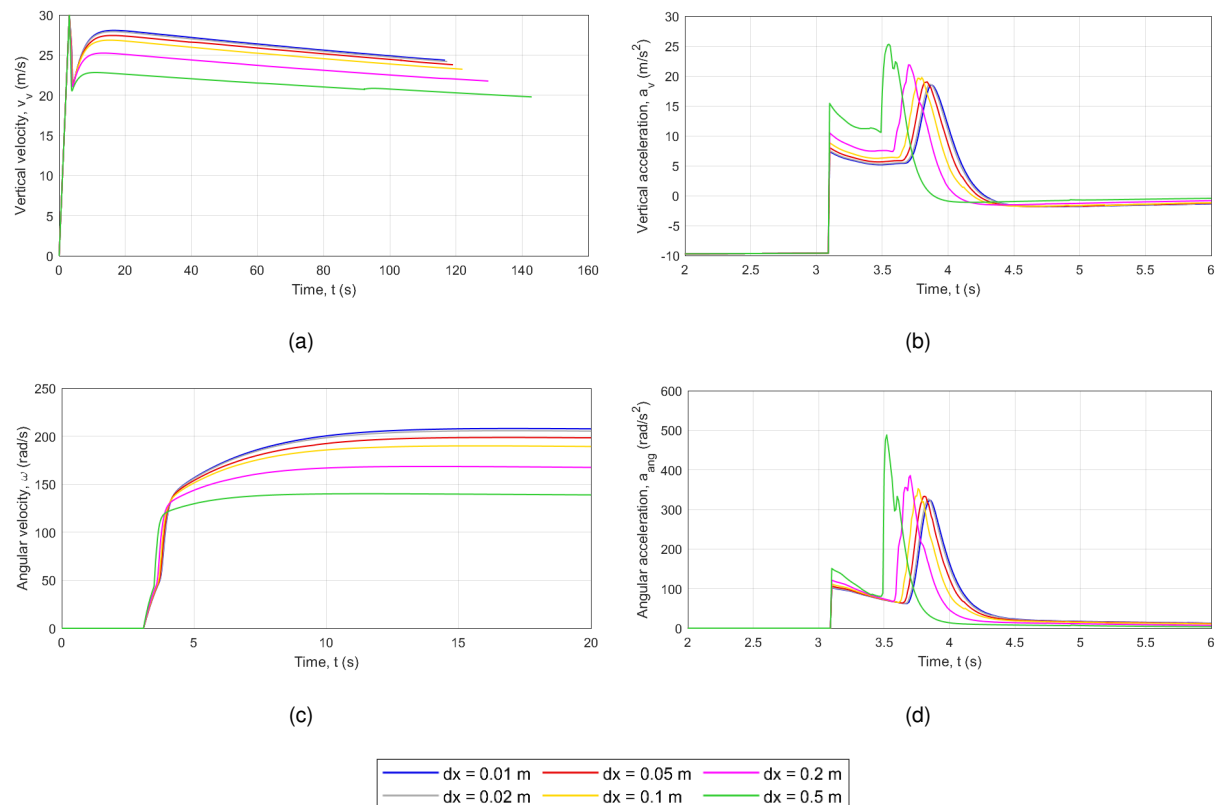 30
25
20
15
10
5
0
Vertical velocity, v_v (m/s)
0 20 40 60 80 100 120 140 160
Time, t (s)
(a)
30
25
20
15
10
5
0
-5
-10
Vertical acceleration, a_v (m/s²)
2 2.5 3 3.5 4 4.5 5 5.5 6
Time, t (s)
(b)
250
200
150
100
50
0
Angular velocity, ω (rad/s)
0 5 10 15 20
Time, t (s)
(c)
600
500
400
300
200
100
0
Angular acceleration, a_ang (rad/s²)
2 2.5 3 3.5 4 4.5 5 5.5 6
Time, t (s)
(d)
dx = 0.01 m dx = 0.05 m dx = 0.2 m
dx = 0.02 m dx = 0.1 m dx = 0.5 m